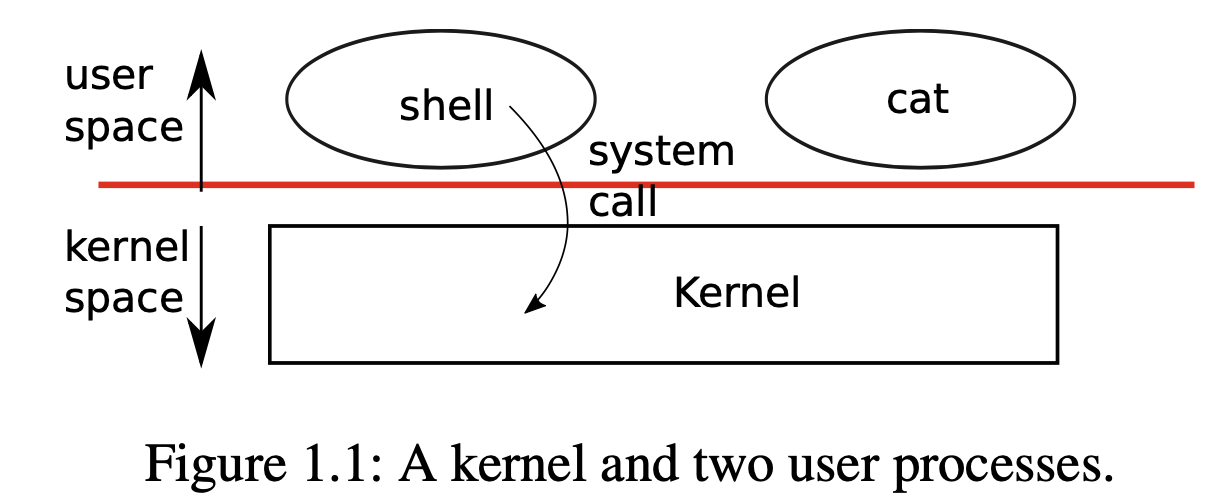 user
space
shell
cat
system
call
kernel
space
Kernel
Figure 1.1: A kernel and two user processes.